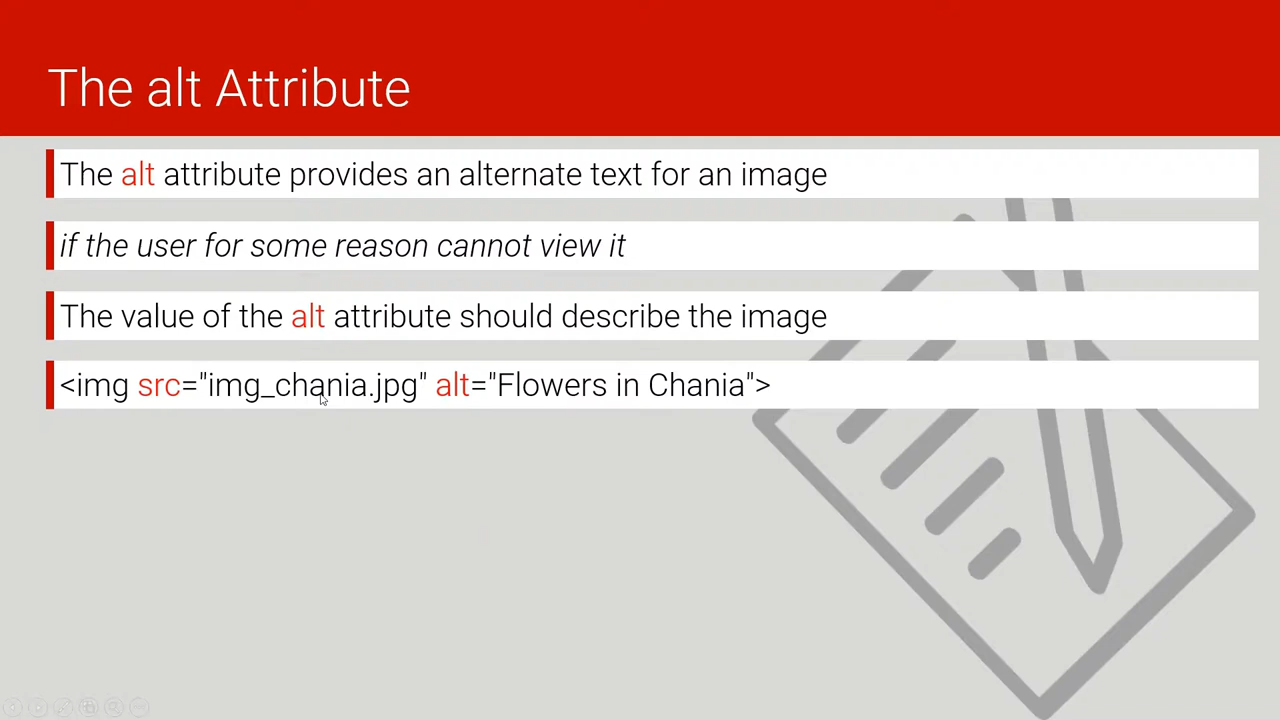 The alt Attribute
The alt attribute provides an alternate text for an image
if the user for some reason cannot view it
The value of the alt attribute should describe the image
<img src="img_chania.jpg" alt="Flowers in Chania">